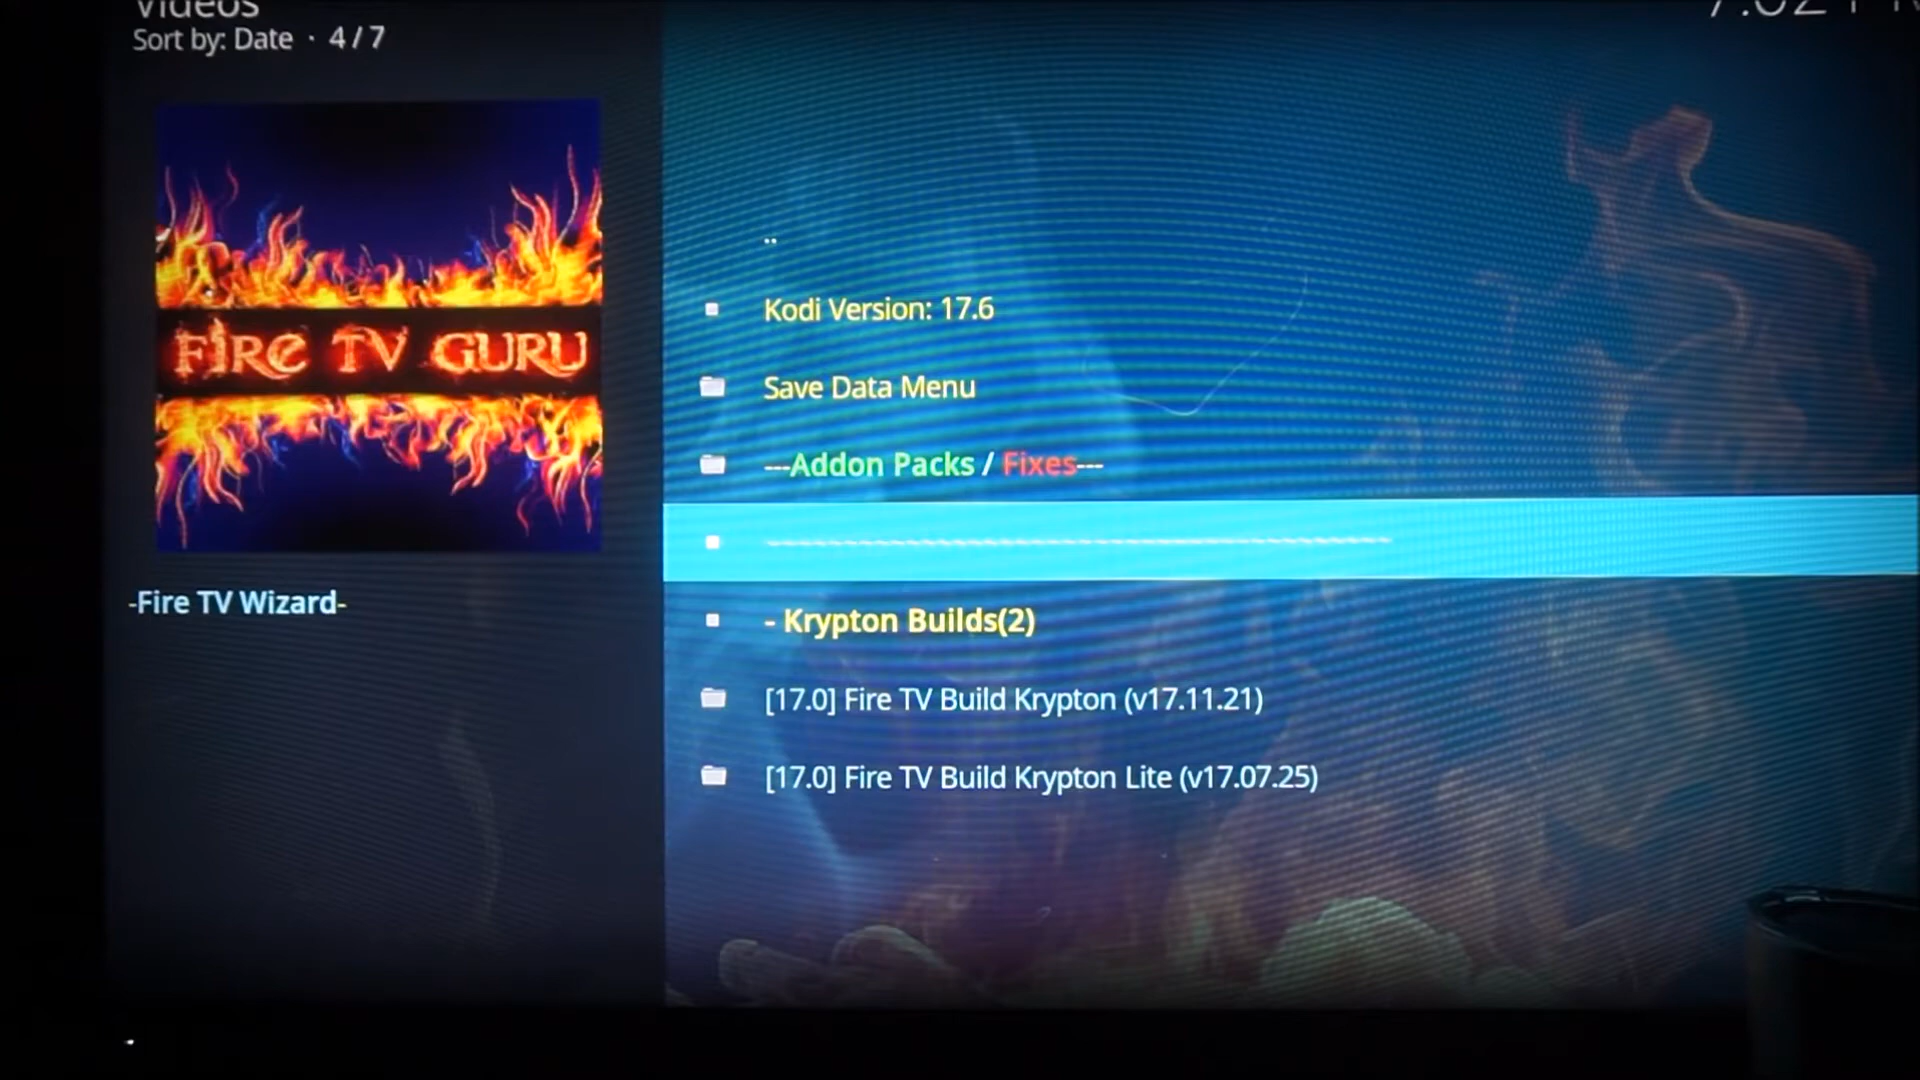 Videos
Sort by: Date · 4 / 7
FIRE TV GURU
-Fire TV Wizard-
..
Kodi Version: 17.6
Save Data Menu
---Addon Packs / Fixes---
- Krypton Builds(2)
[17.0] Fire TV Build Krypton (v17.11.21)
[17.0] Fire TV Build Krypton Lite (v17.07.25)